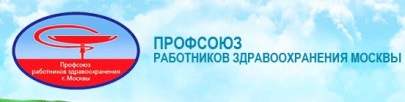 Профсоюз
работников здравоохранения
г. Москвы
ПРОФСОЮЗ
РАБОТНИКОВ ЗДРАВООХРАНЕНИЯ МОСКВЫ